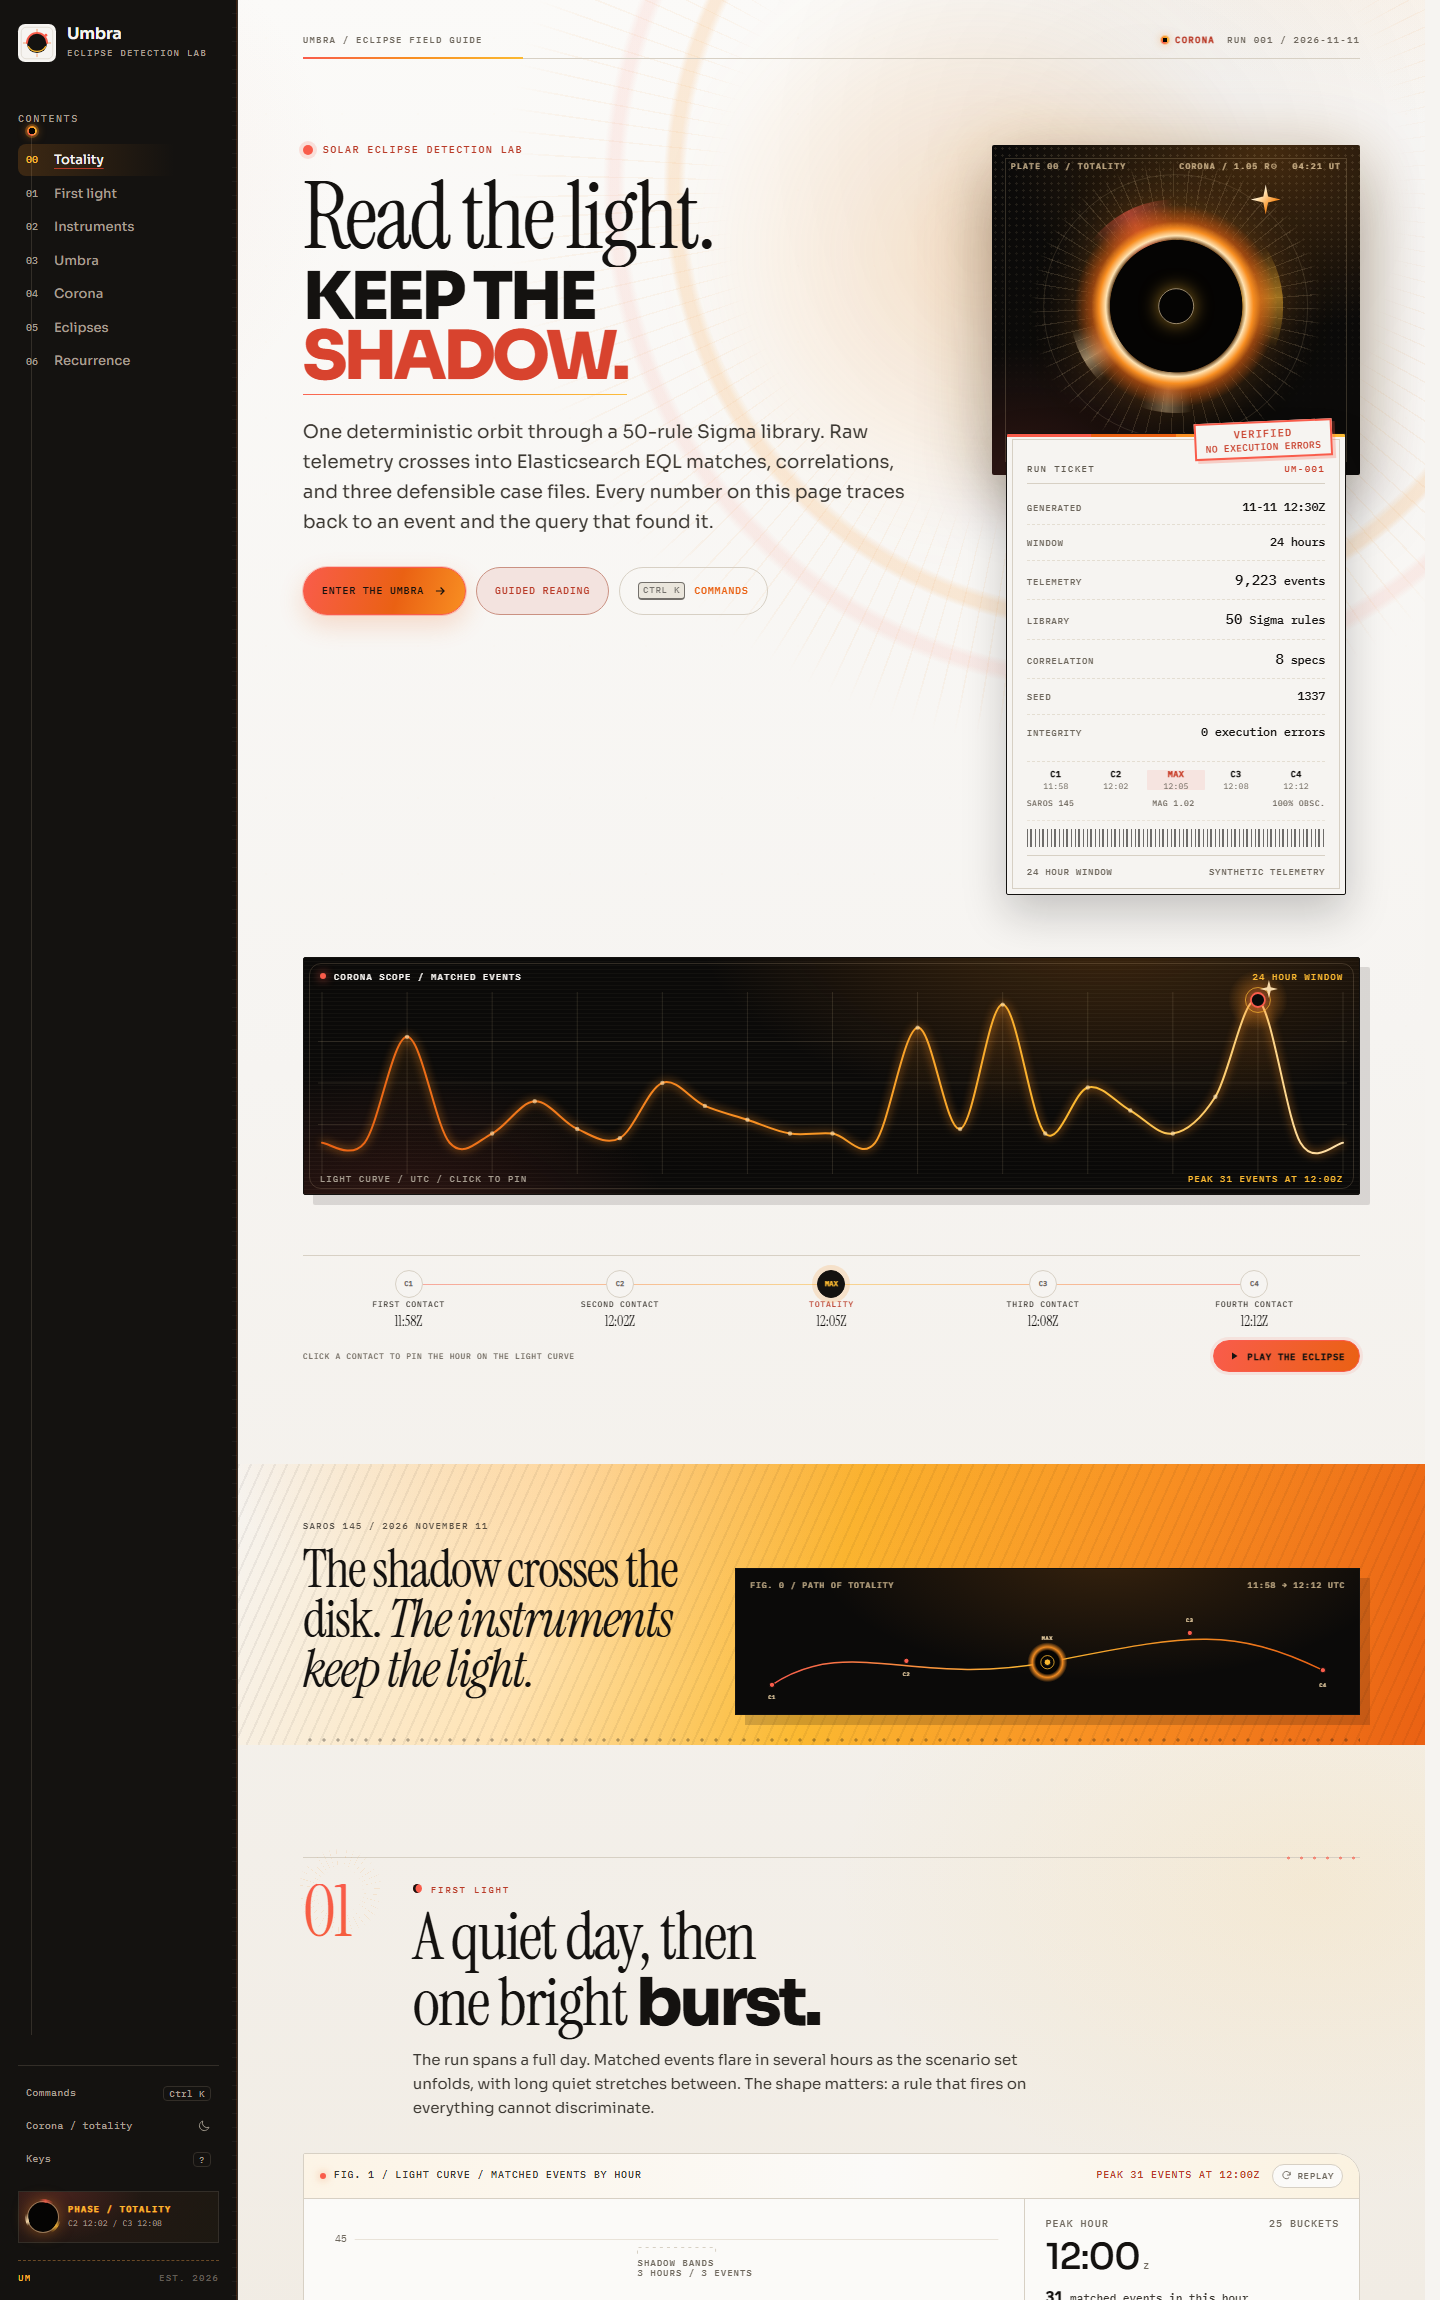 Umbra
ECLIPSE DETECTION LAB
CONTENTS
00 Totality
01 First light
02 Instruments
03 Umbra
04 Corona
05 Eclipses
06 Recurrence
Commands Ctrl K
Corona / totality
Keys ?
PHASE / TOTALITY
C2 12:02 / C3 12:08
UM EST. 2026
UMBRA / ECLIPSE FIELD GUIDE
CORONA RUN 001 / 2026-11-11
SOLAR ECLIPSE DETECTION LAB
Read the light.
KEEP THE
SHADOW.
One deterministic orbit through a 50-rule Sigma library. Raw
telemetry crosses into Elasticsearch EQL matches, correlations,
and three defensible case files. Every number on this page traces
back to an event and the query that found it.
ENTER THE UMBRA →
GUIDED READING
CTRL K COMMANDS
PLATE 00 / TOTALITY CORONA / 1.05 R⊙ 04:21 UT
VERIFIED
NO EXECUTION ERRORS
RUN TICKET UM-001
GENERATED 11-11 12:30Z
WINDOW 24 hours
TELEMETRY 9,223 events
LIBRARY 50 Sigma rules
CORRELATION 8 specs
SEED 1337
INTEGRITY 0 execution errors
C1 C2 MAX C3 C4
11:58 12:02 12:05 12:08 12:12
SAROS 145 MAG 1.02 100% OBSC.
24 HOUR WINDOW SYNTHETIC TELEMETRY
CORONA SCOPE / MATCHED EVENTS 24 HOUR WINDOW
LIGHT CURVE / UTC / CLICK TO PIN PEAK 31 EVENTS AT 12:00Z
C1 C2 MAX C3 C4
FIRST CONTACT SECOND CONTACT TOTALITY THIRD CONTACT FOURTH CONTACT
11:58Z 12:02Z 12:05Z 12:08Z 12:12Z
CLICK A CONTACT TO PIN THE HOUR ON THE LIGHT CURVE
PLAY THE ECLIPSE
SAROS 145 / 2026 NOVEMBER 11
The shadow crosses the
disk. The instruments
keep the light.
FIG. 0 / PATH OF TOTALITY 11:58 → 12:12 UTC
C1
C2
MAX
C3
C4
01
FIRST LIGHT
A quiet day, then
one bright burst.
The run spans a full day. Matched events flare in several hours as the scenario set
unfolds, with long quiet stretches between. The shape matters: a rule that fires on
everything cannot discriminate.
FIG. 1 / LIGHT CURVE / MATCHED EVENTS BY HOUR PEAK 31 EVENTS AT 12:00Z REPLAY
45
SHADOW BANDS
3 HOURS / 3 EVENTS
PEAK HOUR 25 BUCKETS
12:00 Z
31 matched events in this hour